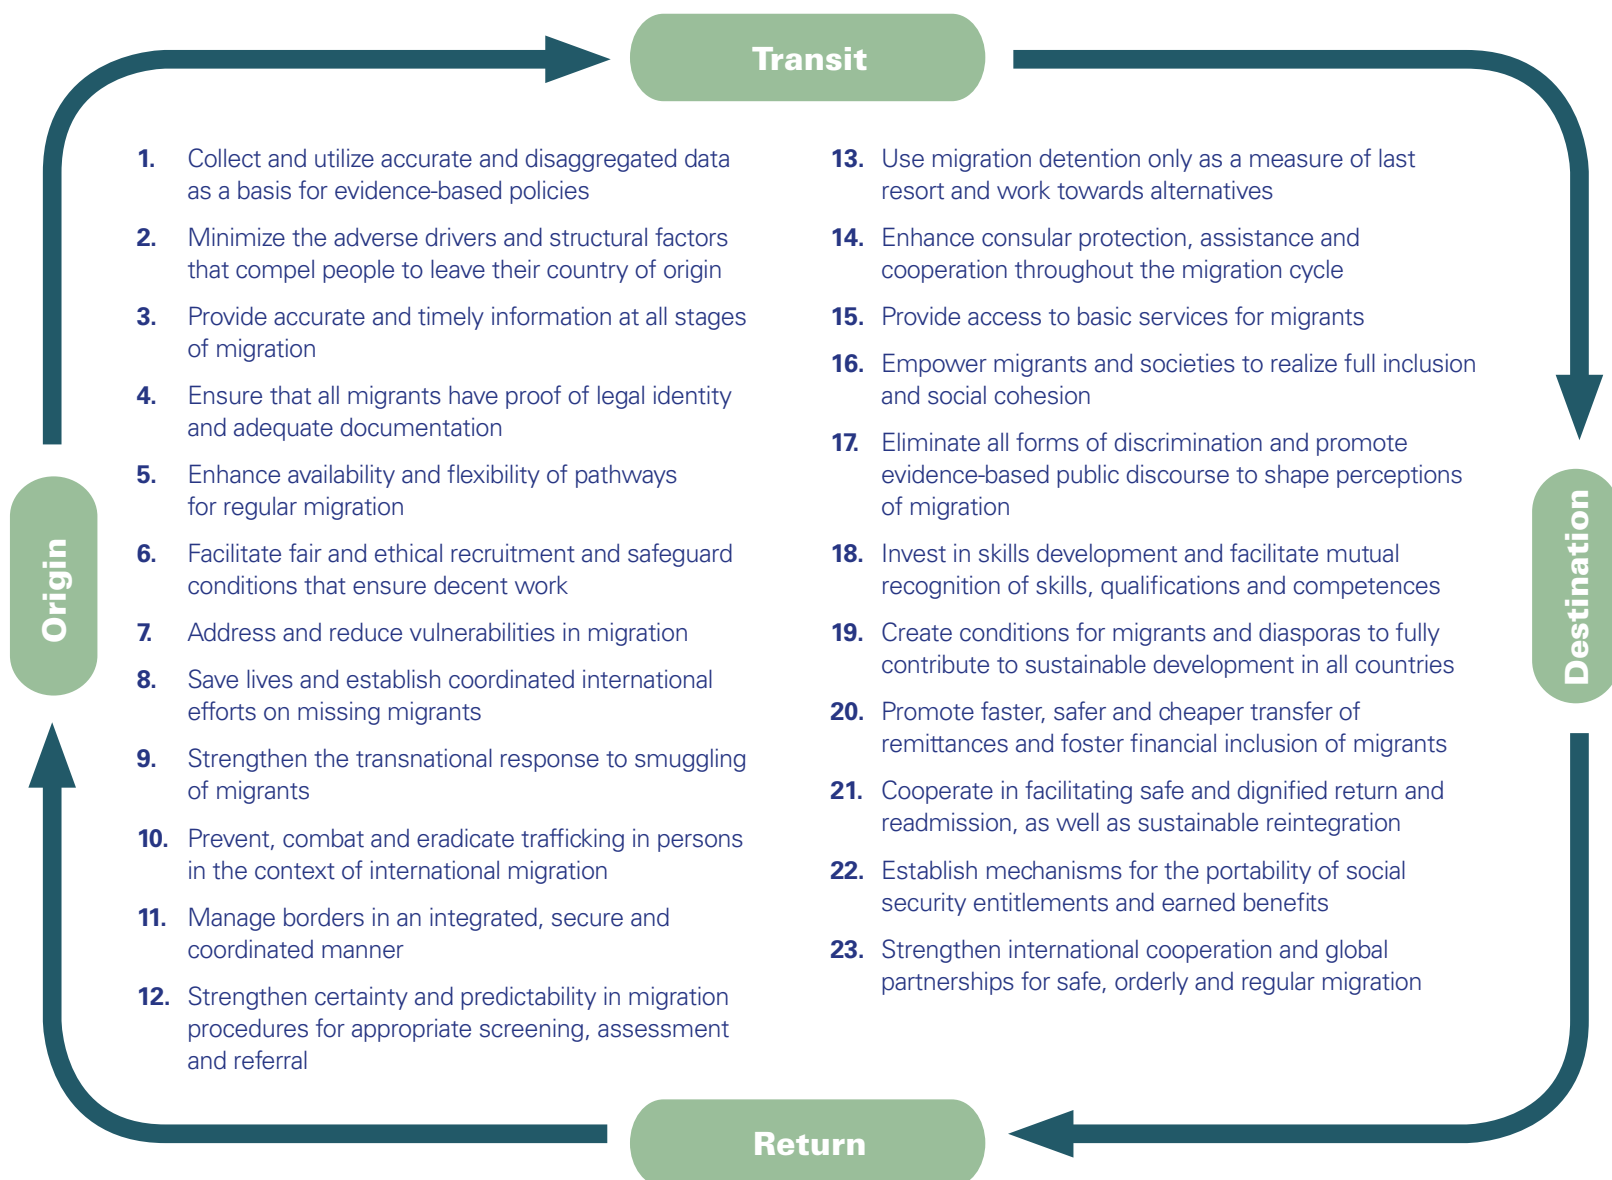 Transit
1. Collect and utilize accurate and disaggregated data
as a basis for evidence-based policies
2. Minimize the adverse drivers and structural factors
that compel people to leave their country of origin
3. Provide accurate and timely information at all stages
of migration
4. Ensure that all migrants have proof of legal identity
and adequate documentation
5. Enhance availability and flexibility of pathways
for regular migration
6. Facilitate fair and ethical recruitment and safeguard
conditions that ensure decent work
7. Address and reduce vulnerabilities in migration
8. Save lives and establish coordinated international
efforts on missing migrants
9. Strengthen the transnational response to smuggling
of migrants
10. Prevent, combat and eradicate trafficking in persons
in the context of international migration
11. Manage borders in an integrated, secure and
coordinated manner
12. Strengthen certainty and predictability in migration
procedures for appropriate screening, assessment
and referral
13. Use migration detention only as a measure of last
resort and work towards alternatives
14. Enhance consular protection, assistance and
cooperation throughout the migration cycle
15. Provide access to basic services for migrants
16. Empower migrants and societies to realize full inclusion
and social cohesion
17. Eliminate all forms of discrimination and promote
evidence-based public discourse to shape perceptions
of migration
18. Invest in skills development and facilitate mutual
recognition of skills, qualifications and competences
19. Create conditions for migrants and diasporas to fully
contribute to sustainable development in all countries
20. Promote faster, safer and cheaper transfer of
remittances and foster financial inclusion of migrants
21. Cooperate in facilitating safe and dignified return and
readmission, as well as sustainable reintegration
22. Establish mechanisms for the portability of social
security entitlements and earned benefits
23. Strengthen international cooperation and global
partnerships for safe, orderly and regular migration
Origin
Destination
Return